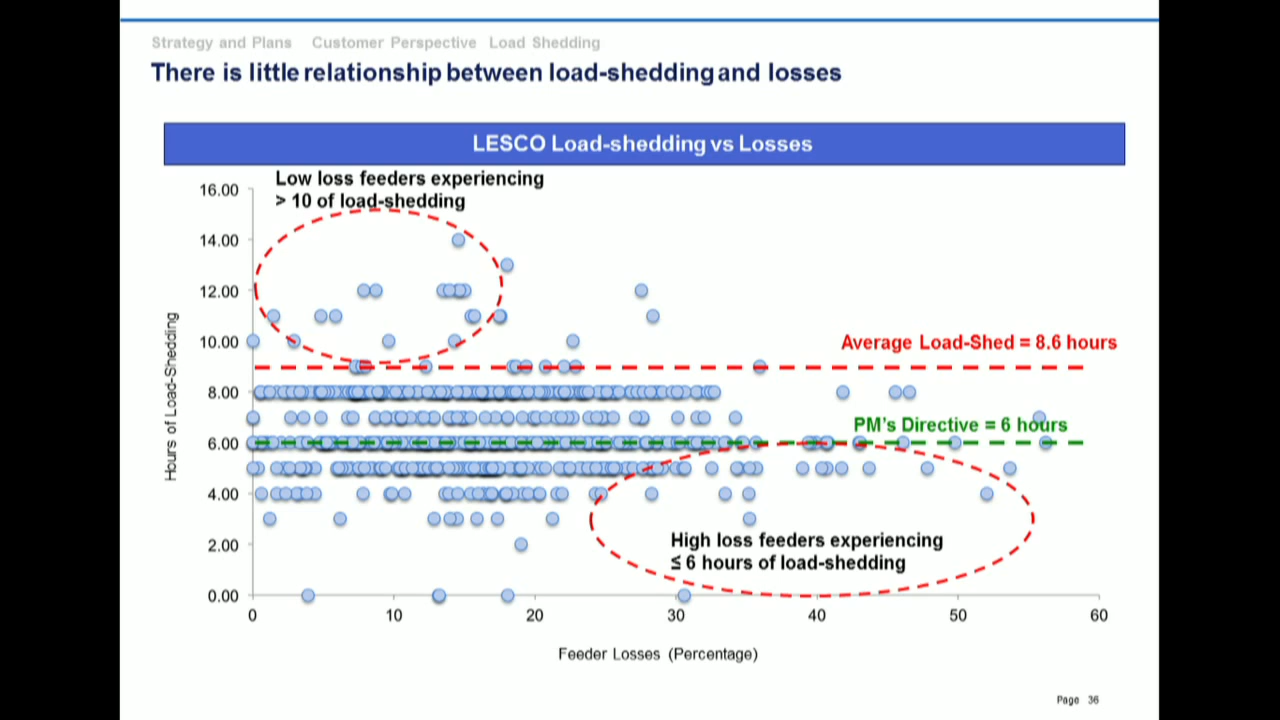 Strategy and Plans Customer Perspective Load Shedding
There is little relationship between load-shedding and losses
LESCO Load-shedding vs Losses
Low loss feeders experiencing
> 10 of load-shedding
16.00
14.00
12.00
10.00
8.00
6.00
4.00
2.00
0.00
Hours of Load-Shedding
Average Load-Shed = 8.6 hours
PM's Directive = 6 hours
High loss feeders experiencing
≤ 6 hours of load-shedding
0 10 20 30 40 50 60
Feeder Losses (Percentage)
Page 36